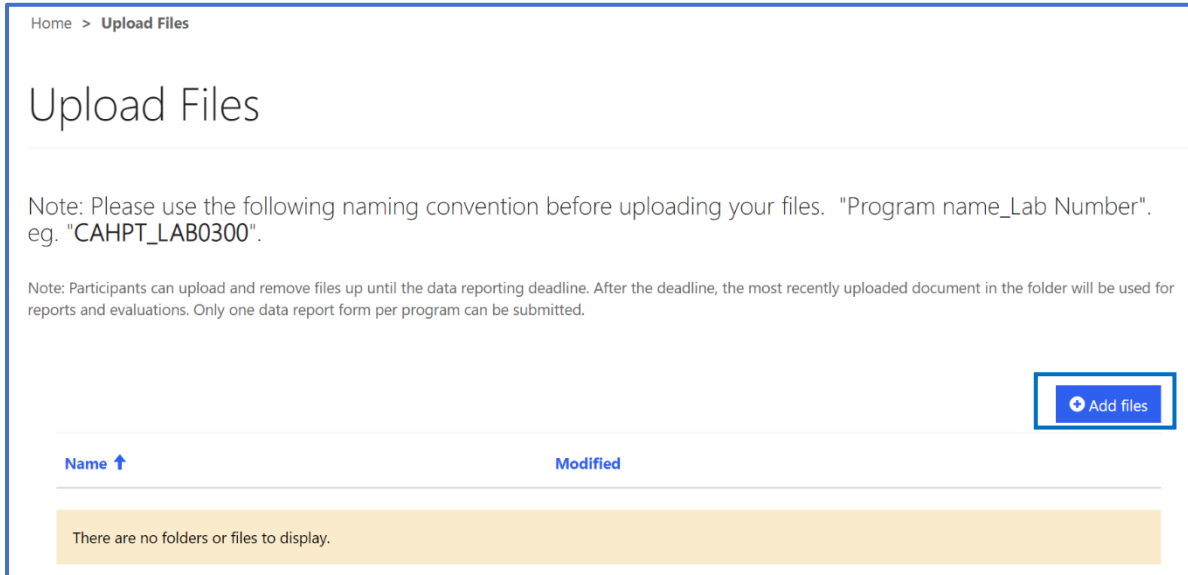 Home > Upload Files
Upload Files
Note: Please use the following naming convention before uploading your files.  "Program name_Lab Number".
eg. "CAHPT_LAB0300".
Note: Participants can upload and remove files up until the data reporting deadline. After the deadline, the most recently uploaded document in the folder will be used for
reports and evaluations. Only one data report form per program can be submitted.
Add files
Name ↑ Modified
There are no folders or files to display.